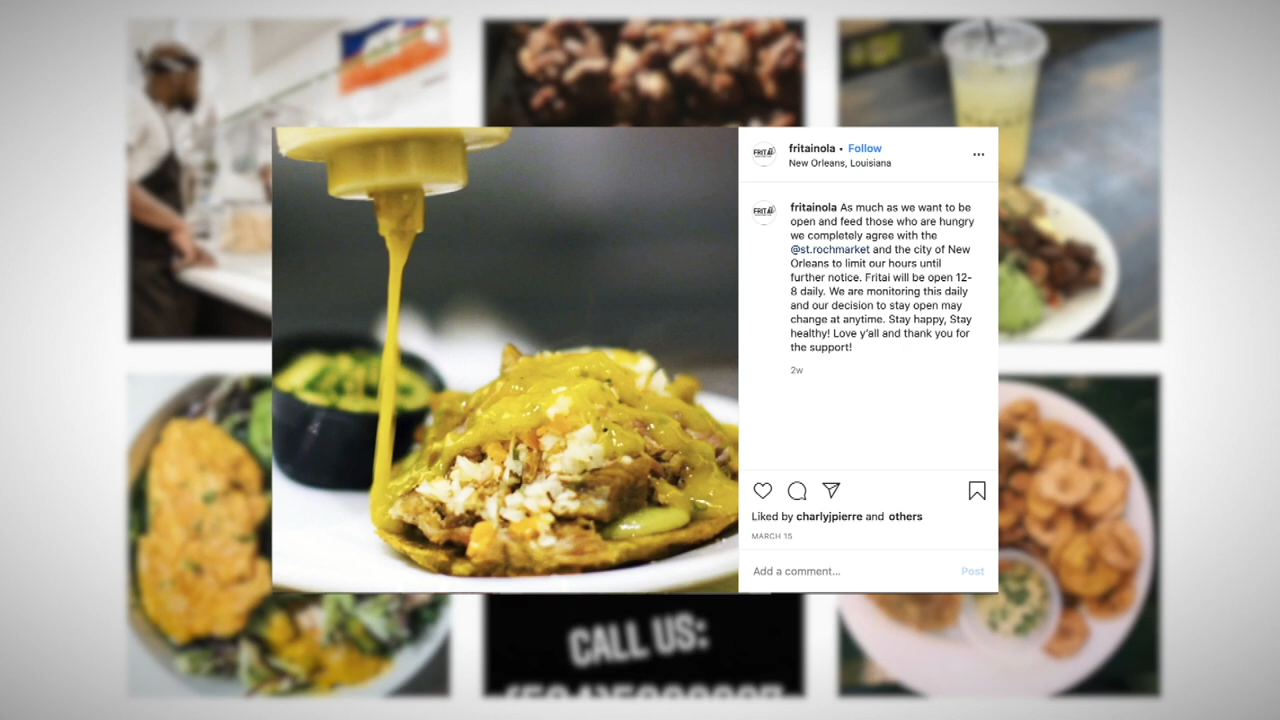 fritainola • Follow
New Orleans, Louisiana
FRITAI
fritainola As much as we want to be
open and feed those who are hungry
we completely agree with the
@st.rochmarket and the city of New
Orleans to limit our hours until
further notice. Fritai will be open 12-
8 daily. We are monitoring this daily
and our decision to stay open may
change at anytime. Stay happy, Stay
healthy! Love y'all and thank you for
the support!
FRITAI
2w
Liked by charlyjpierre and others
MARCH 15
Add a comment... Post
CALL US: